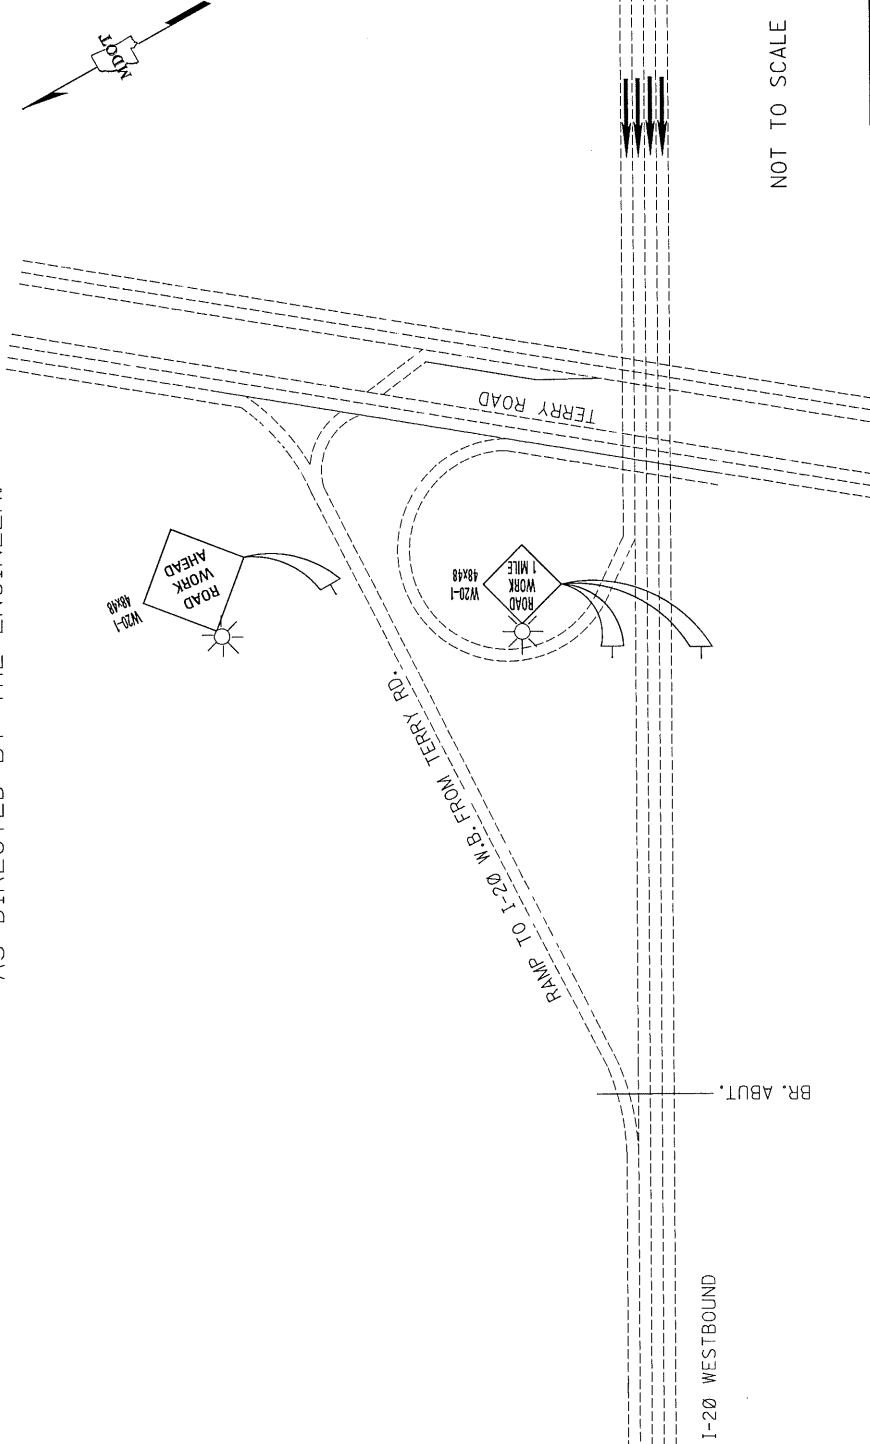 AS DIRECTED BY THE ENGINEER
MDOT
NOT TO SCALE
TERRY ROAD
W20-1
48x48
ROAD
WORK
AHEAD
W20-1
48x48
ROAD
WORK
1 MILE
RAMP TO I-20 W.B. FROM TERRY RD.
BR. ABUT.
I-20 WESTBOUND